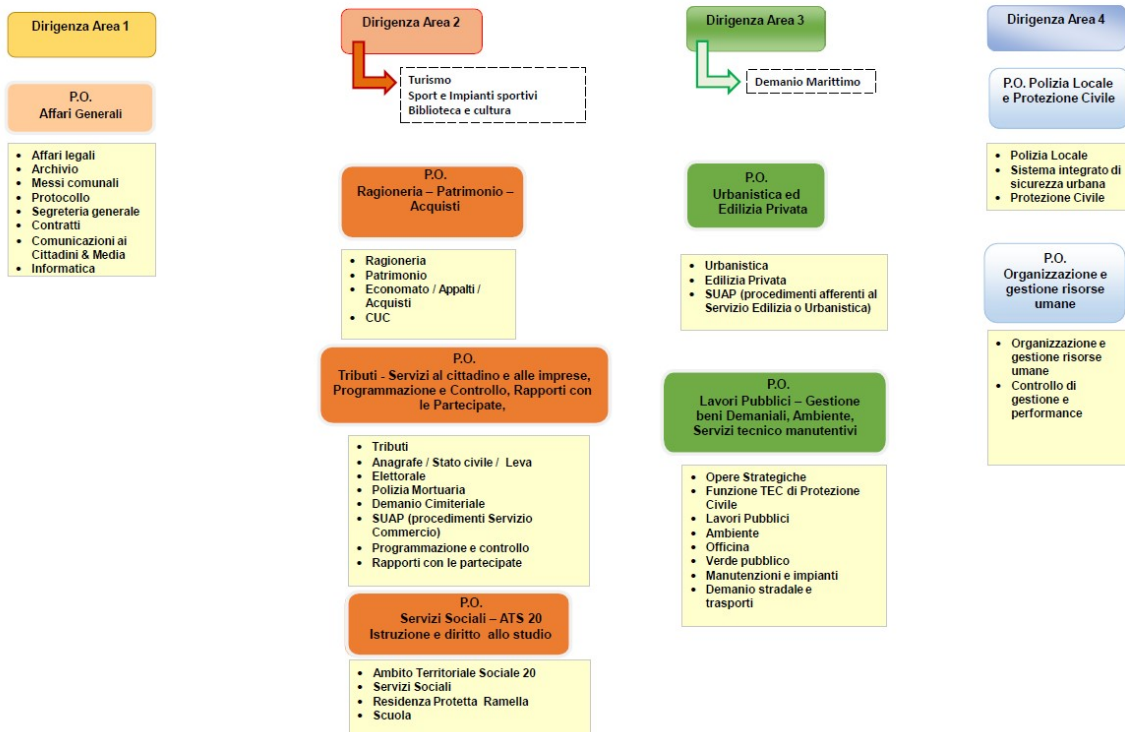 Dirigenza Area 1
P.O.
Affari Generali
• Affari legali
• Archivio
• Messi comunali
• Protocollo
• Segreteria generale
• Contratti
• Comunicazioni ai
Cittadini & Media
• Informatica
Dirigenza Area 2
Turismo
Sport e Impianti sportivi
Biblioteca e cultura
P.O.
Ragioneria – Patrimonio –
Acquisti
• Ragioneria
• Patrimonio
• Economato / Appalti /
Acquisti
• CUC
P.O.
Tributi - Servizi al cittadino e alle imprese,
Programmazione e Controllo, Rapporti con
le Partecipate,
• Tributi
• Anagrafe / Stato civile / Leva
• Elettorale
• Polizia Mortuaria
• Demanio Cimiteriale
• SUAP (procedimenti Servizio
Commercio)
• Programmazione e controllo
• Rapporti con le partecipate
P.O.
Servizi Sociali – ATS 20
Istruzione e diritto allo studio
• Ambito Territoriale Sociale 20
• Servizi Sociali
• Residenza Protetta Ramella
• Scuola
Dirigenza Area 3
Demanio Marittimo
P.O.
Urbanistica ed
Edilizia Privata
• Urbanistica
• Edilizia Privata
• SUAP (procedimenti afferenti al
Servizio Edilizia o Urbanistica)
P.O.
Lavori Pubblici – Gestione
beni Demaniali, Ambiente,
Servizi tecnico manutentivi
• Opere Strategiche
• Funzione TEC di Protezione
Civile
• Lavori Pubblici
• Ambiente
• Officina
• Verde pubblico
• Manutenzioni e impianti
• Demanio stradale e
trasporti
Dirigenza Area 4
P.O. Polizia Locale
e Protezione Civile
• Polizia Locale
• Sistema integrato di
sicurezza urbana
• Protezione Civile
P.O.
Organizzazione e
gestione risorse
umane
• Organizzazione e
gestione risorse
umane
• Controllo di
gestione e
performance